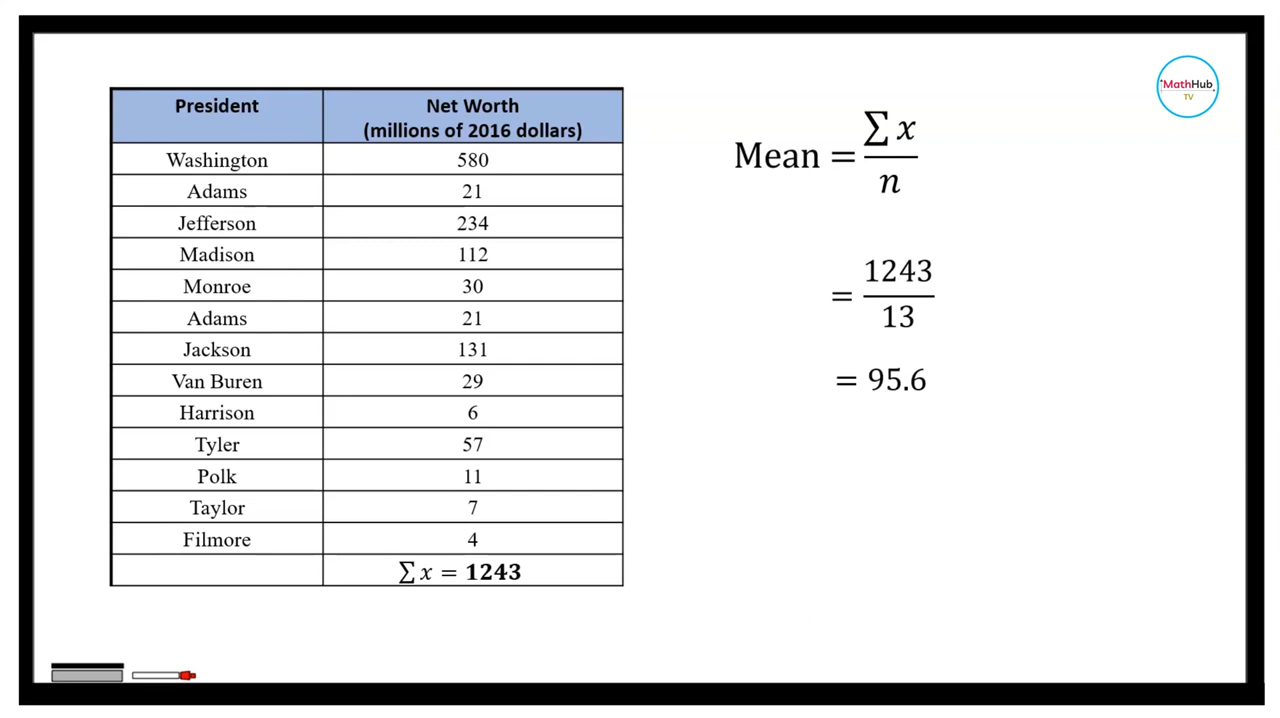 MathHub
TV
President Net Worth
(millions of 2016 dollars)
Washington 580
Adams 21
Jefferson 234
Madison 112
Monroe 30
Adams 21
Jackson 131
Van Buren 29
Harrison 6
Tyler 57
Polk 11
Taylor 7
Filmore 4
∑ x = 1243
Mean = ∑ x / n
= 1243 / 13
= 95.6